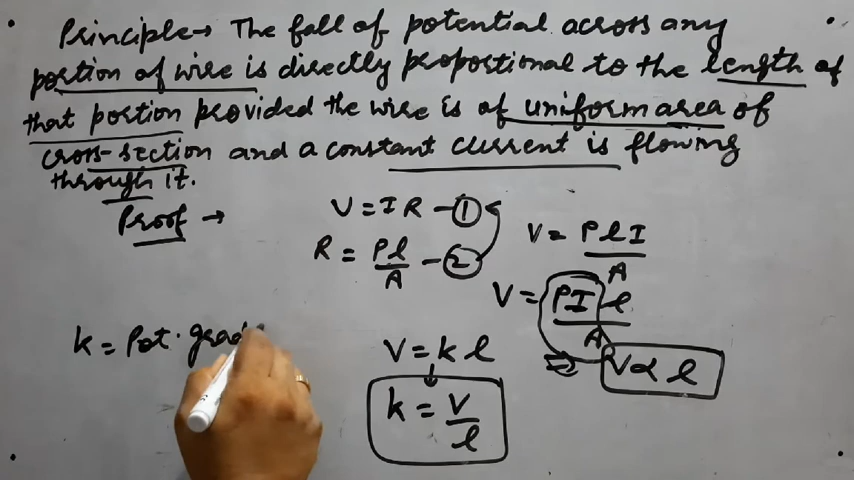 Principle→ The fall of potential across any
portion of wire is directly proportional to the length of
that portion provided the wire is of uniform area of
cross-section and a constant current is flowing
through it.
Proof →
V = IR - ①
R = ρl/A - ②
V = ρlI/A
V = ρI l/A
⇒ V ∝ l
V = k l
k = V/l
k = Pot. grad